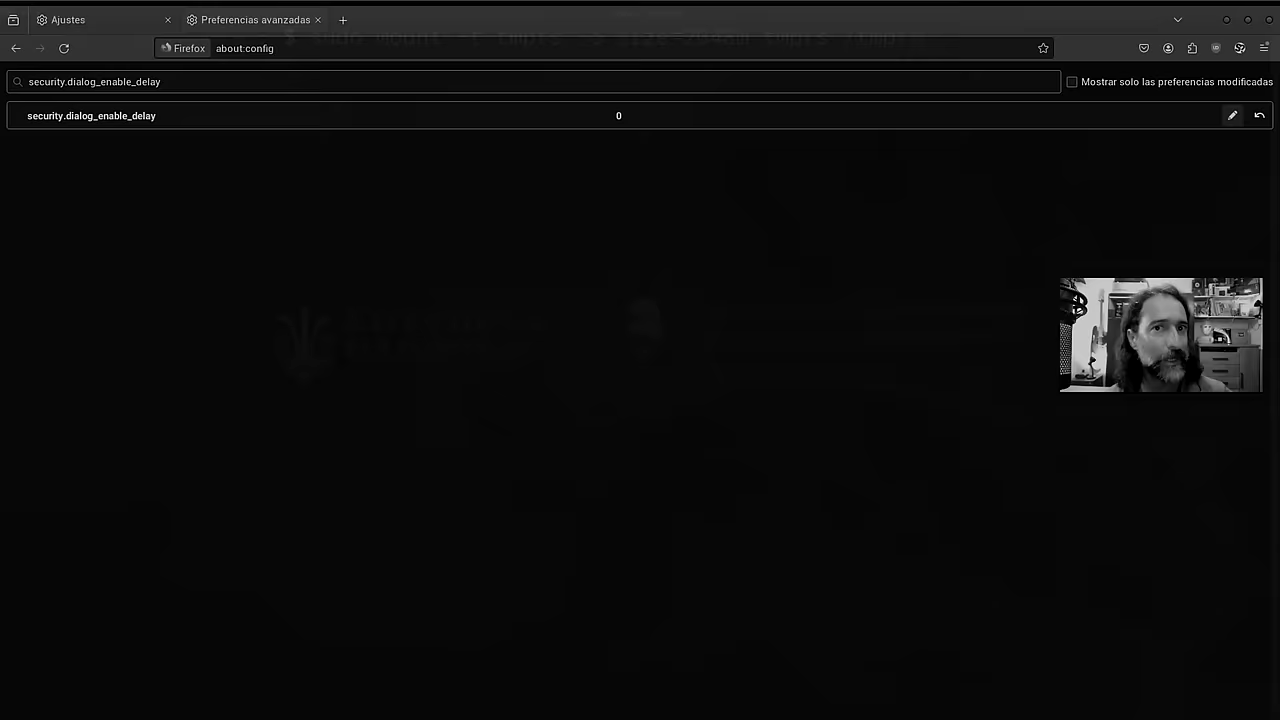 Ajustes
Preferencias avanzadas
Firefox
about:config
security.dialog_enable_delay
Mostrar solo las preferencias modificadas
security.dialog_enable_delay
0